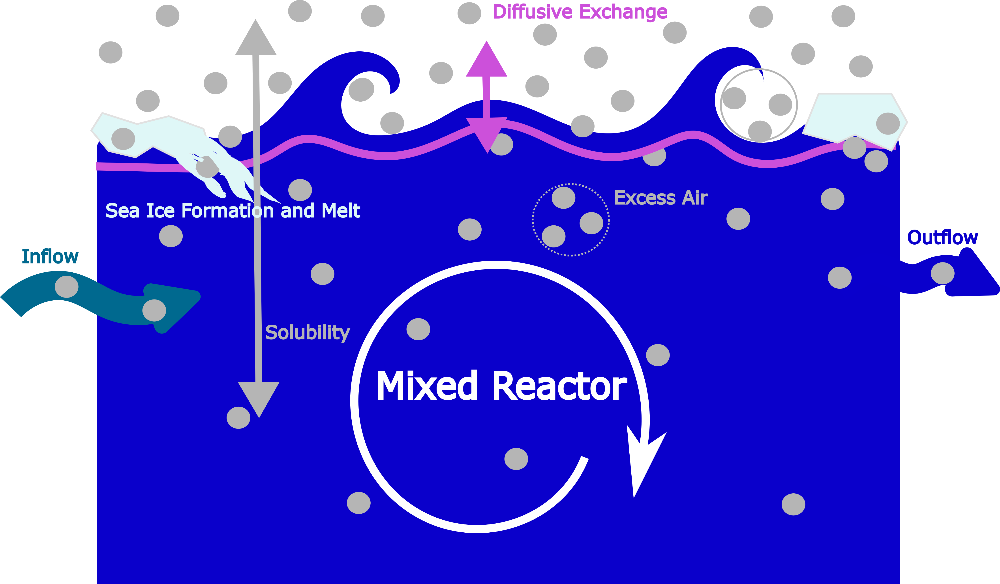 Diffusive Exchange
Excess Air
Sea Ice Formation and Melt
Outflow
Inflow
Solubility
Mixed Reactor